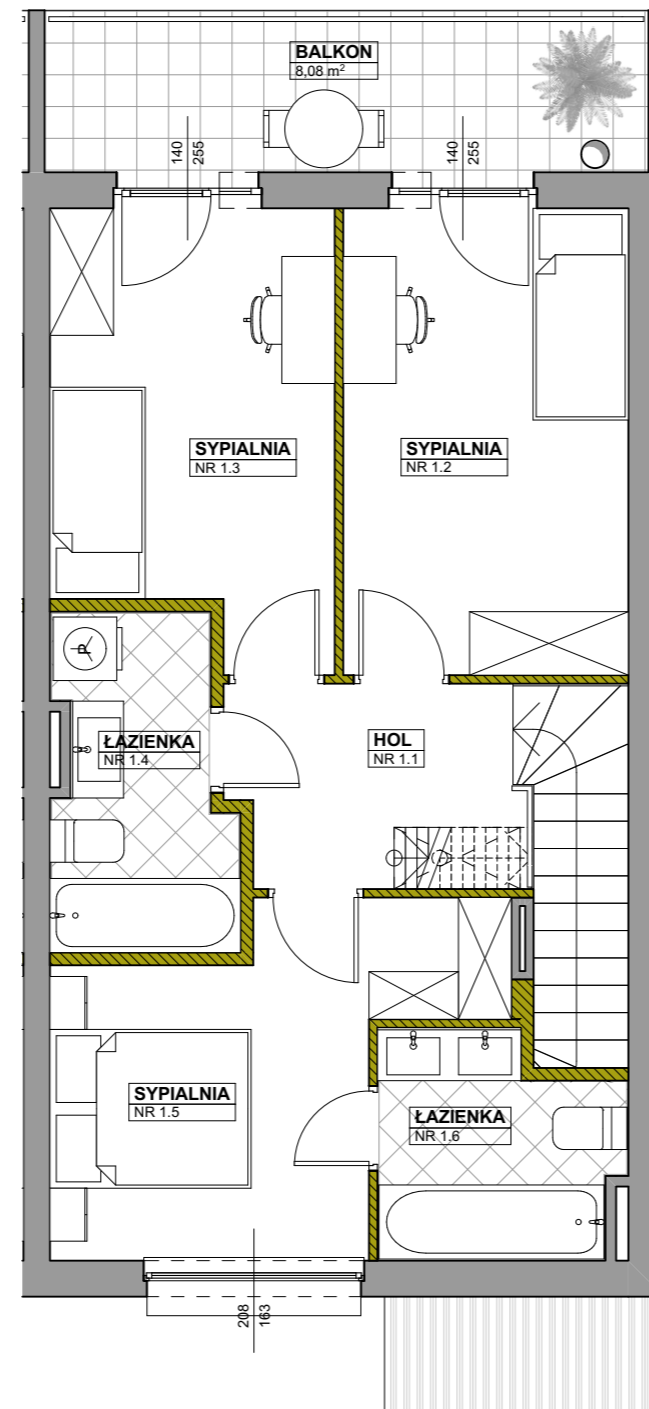 BALKON
8,08 m²
140
255
140
255
SYPIALNIA
NR 1.3
SYPIALNIA
NR 1.2
P
ŁAZIENKA
NR 1.4
HOL
NR 1.1
SYPIALNIA
NR 1.5
ŁAZIENKA
NR 1.6
208
163